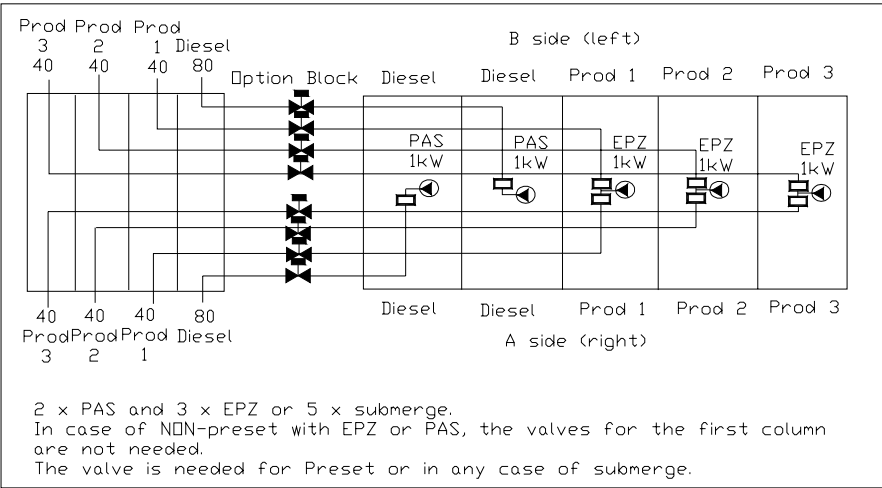 Prod Prod Prod
3 2 1 Diesel
40 40 40 80
B side (left)
Option Block Diesel Diesel Prod 1 Prod 2 Prod 3
PAS PAS EPZ EPZ EPZ
1kW 1kW 1kW 1kW 1kW
40 40 40 80
Prod Prod Prod Diesel
3 2 1
Diesel Diesel Prod 1 Prod 2 Prod 3
A side (right)
2 x PAS and 3 x EPZ or 5 x submerge.
In case of NON-preset with EPZ or PAS, the valves for the first column
are not needed.
The valve is needed for Preset or in any case of submerge.